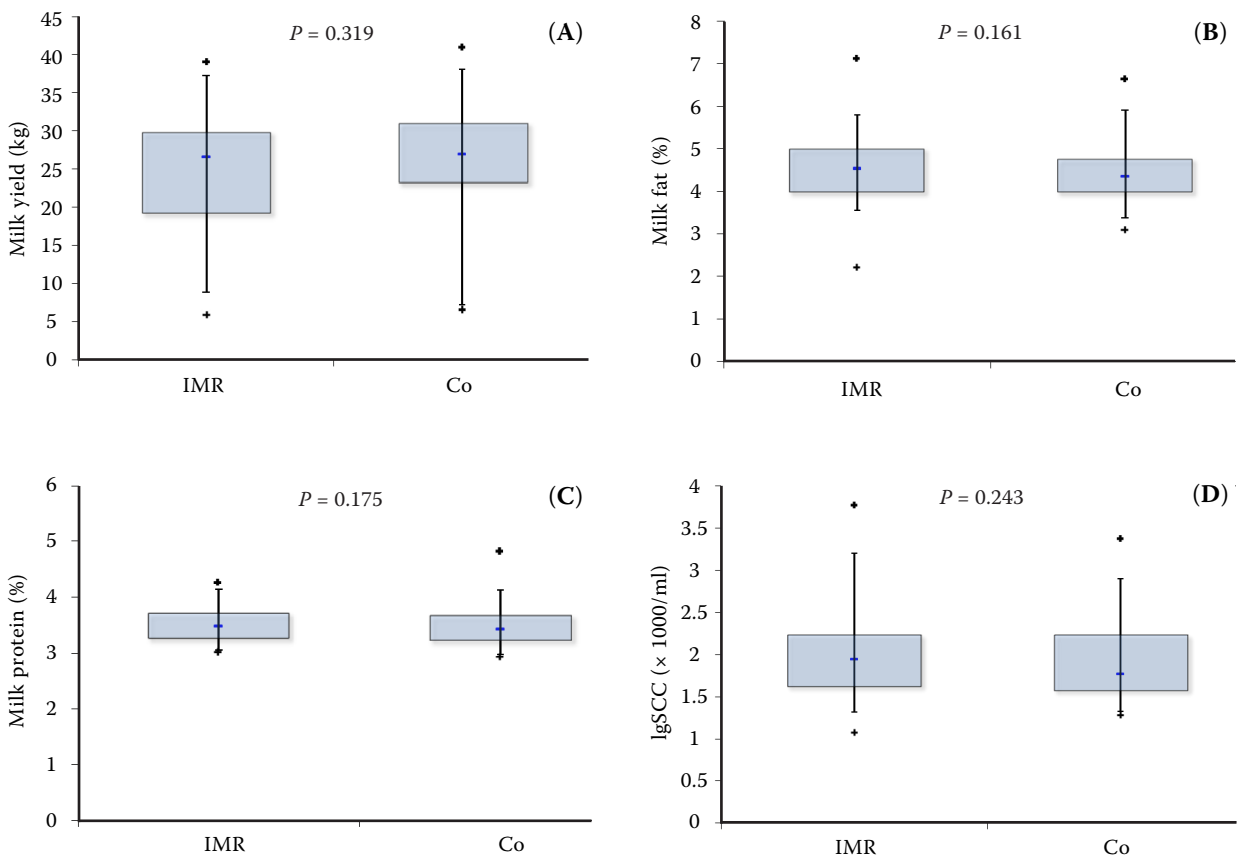 P = 0.319
(A)
Milk yield (kg)
45
40
35
30
25
20
15
10
5
0
IMR
Co
P = 0.161
(B)
Milk fat (%)
8
7
6
5
4
3
2
1
0
IMR
Co
P = 0.175
(C)
Milk protein (%)
6
5
4
3
2
1
0
IMR
Co
P = 0.243
(D)
lgSCC (× 1000/ml)
4
3.5
3
2.5
2
1.5
1
0.5
0
IMR
Co